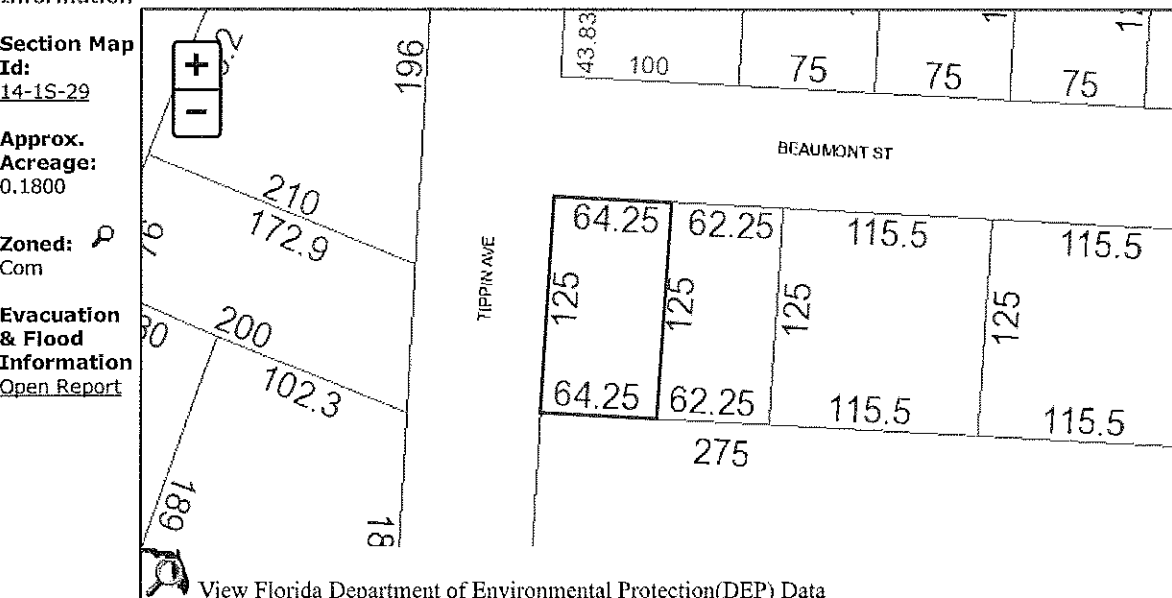 Information
Section Map
Id:
14-1S-29
Approx.
Acreage:
0.1800
Zoned:
Com
Evacuation
& Flood
Information
Open Report
+
−
196
43.83
100
75
75
75
BEAUMONT ST
210
172.9
TIPPIN AVE
64.25
62.25
115.5
115.5
125
125
125
125
64.25
62.25
115.5
115.5
275
200
102.3
189
18
View Florida Department of Environmental Protection(DEP) Data